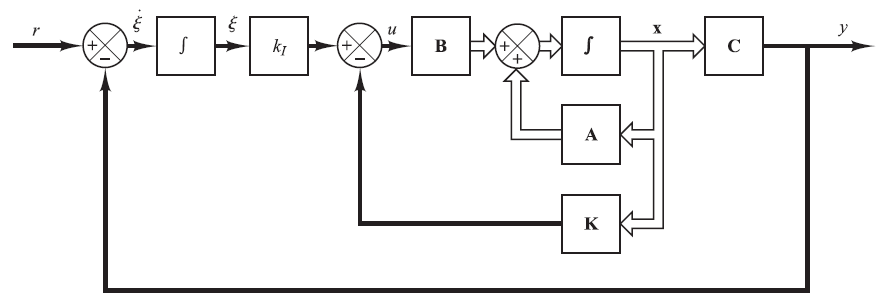 r
+
−
ξ̇
∫
ξ
k_I
+
−
u
B
+
+
∫
x
C
y
A
K